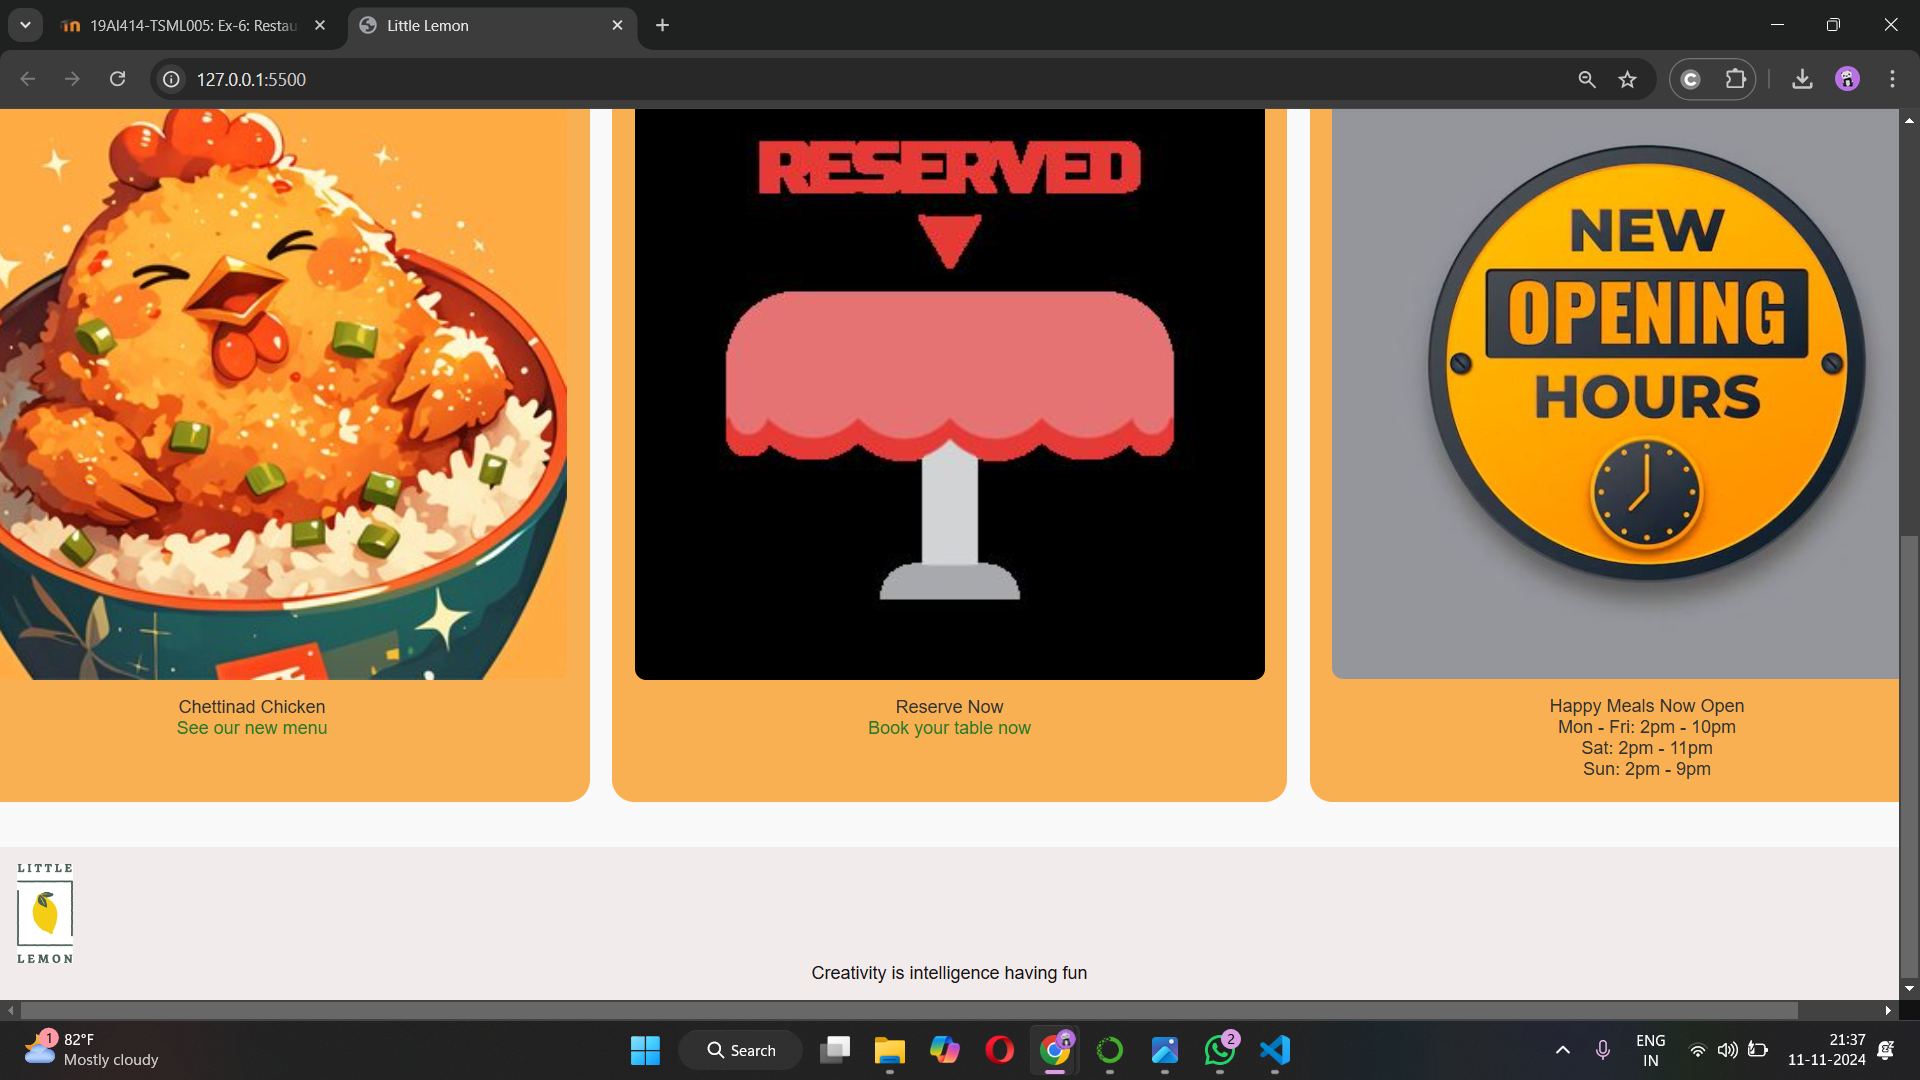 19AI414-TSML005: Ex-6: Restau
Little Lemon
127.0.0.1:5500
RESERVED
NEW
OPENING
HOURS
Chettinad Chicken
See our new menu
Reserve Now
Book your table now
Happy Meals Now Open
Mon - Fri: 2pm - 10pm
Sat: 2pm - 11pm
Sun: 2pm - 9pm
LITTLE
LEMON
Creativity is intelligence having fun
1
82°F
Mostly cloudy
Search
2
ENG
IN
21:37
11-11-2024